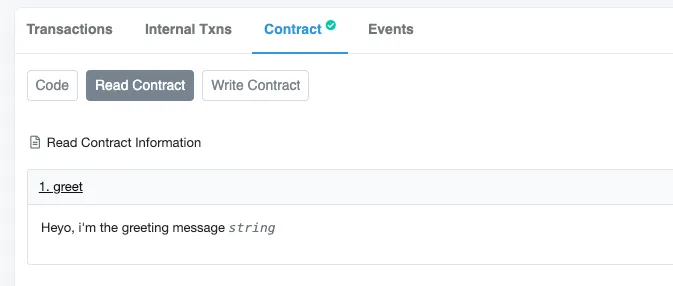 Transactions Internal Txns Contract Events
Code Read Contract Write Contract
Read Contract Information
1. greet
Heyo, i'm the greeting message string